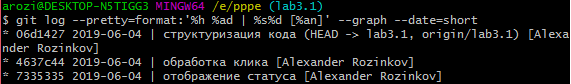 arozi@DESKTOP-N5TIGG3 MINGW64 /e/pppe (lab3.1)
$ git log --pretty=format:'%h %ad | %s%d [%an]' --graph --date=short
* 06d1427 2019-06-04 | структуризация кода (HEAD -> lab3.1, origin/lab3.1) [Alexa
nder Rozinkov]
* 4637c44 2019-06-04 | обработка клика [Alexander Rozinkov]
* 7335335 2019-06-04 | отображение статуса [Alexander Rozinkov]